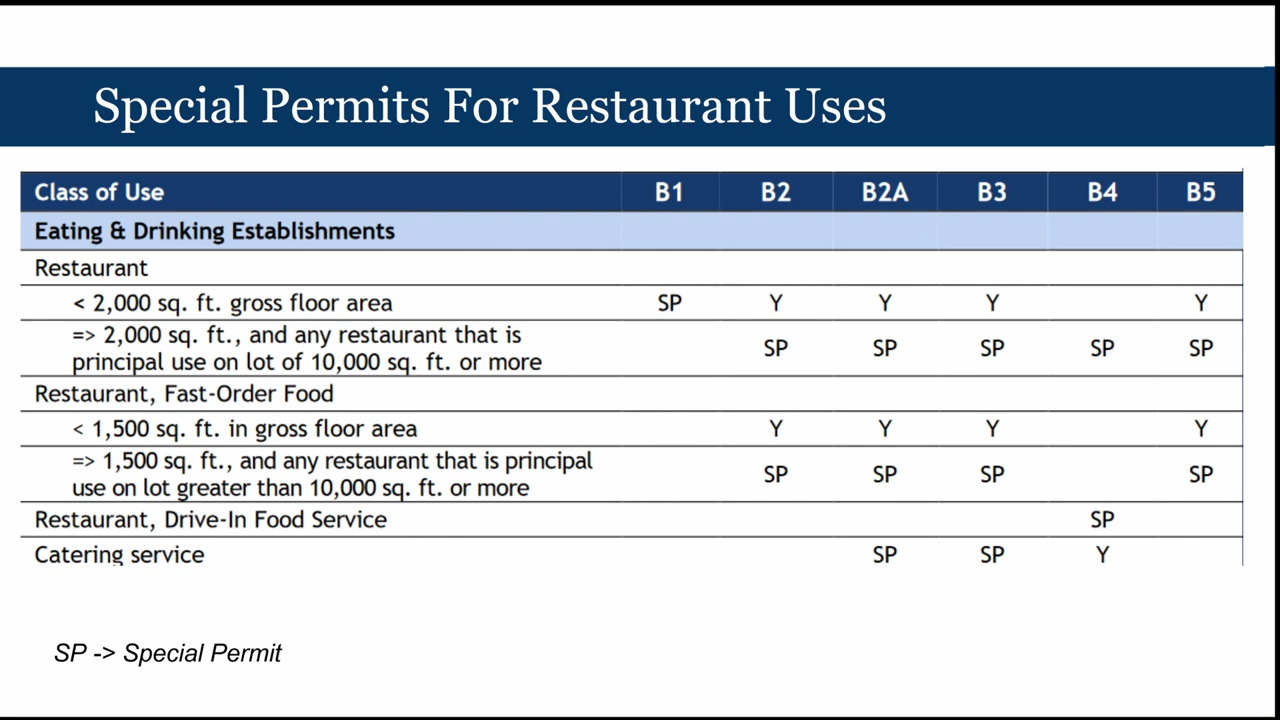 Special Permits For Restaurant Uses
Class of Use B1 B2 B2A B3 B4 B5
Eating & Drinking Establishments
Restaurant
< 2,000 sq. ft. gross floor area SP Y Y Y Y
=> 2,000 sq. ft., and any restaurant that is
principal use on lot of 10,000 sq. ft. or more SP SP SP SP SP
Restaurant, Fast-Order Food
< 1,500 sq. ft. in gross floor area Y Y Y Y
=> 1,500 sq. ft., and any restaurant that is principal
use on lot greater than 10,000 sq. ft. or more SP SP SP SP
Restaurant, Drive-In Food Service SP
Catering service SP SP Y
SP -> Special Permit